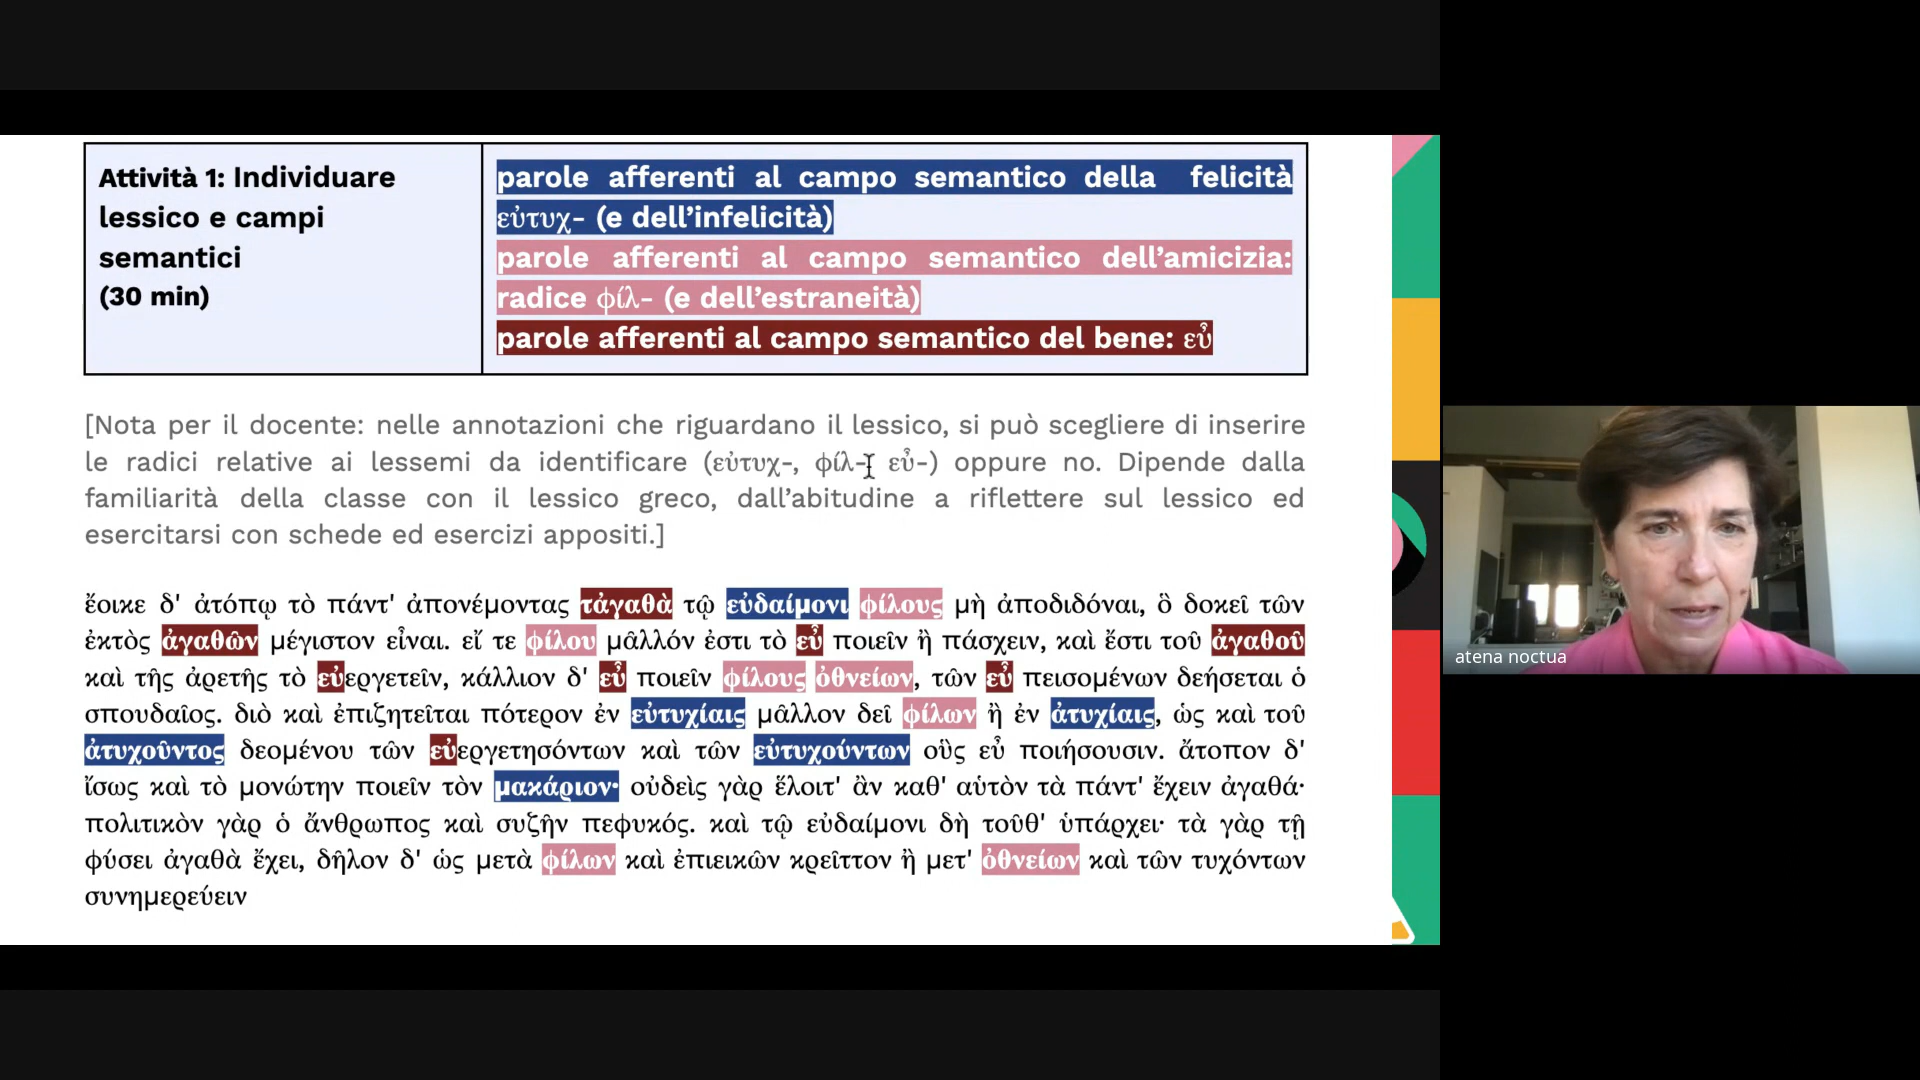 Attività 1: Individuare
lessico e campi
semantici
(30 min)
parole afferenti al campo semantico della felicità
εὐτυχ- (e dell’infelicità)
parole afferenti al campo semantico dell’amicizia:
radice φίλ- (e dell’estraneità)
parole afferenti al campo semantico del bene: εὖ
[Nota per il docente: nelle annotazioni che riguardano il lessico, si può scegliere di inserire
le radici relative ai lessemi da identificare (εὐτυχ-, φίλ-, εὖ-) oppure no. Dipende dalla
familiarità della classe con il lessico greco, dall’abitudine a riflettere sul lessico ed
esercitarsi con schede ed esercizi appositi.]
ἔοικε δ' ἀτόπῳ τὸ πάντ' ἀπονέμοντας τἀγαθὰ τῷ εὐδαίμονι φίλους μὴ ἀποδιδόναι, ὃ δοκεῖ τῶν
ἐκτὸς ἀγαθῶν μέγιστον εἶναι. εἴ τε φίλου μᾶλλόν ἐστι τὸ εὖ ποιεῖν ἢ πάσχειν, καὶ ἔστι τοῦ ἀγαθοῦ
καὶ τῆς ἀρετῆς τὸ εὐεργετεῖν, κάλλιον δ' εὖ ποιεῖν φίλους ὀθνείων, τῶν εὖ πεισομένων δεήσεται ὁ
σπουδαῖος. διὸ καὶ ἐπιζητεῖται πότερον ἐν εὐτυχίαις μᾶλλον δεῖ φίλων ἢ ἐν ἀτυχίαις, ὡς καὶ τοῦ
ἀτυχοῦντος δεομένου τῶν εὐεργετησόντων καὶ τῶν εὐτυχούντων οὓς εὖ ποιήσουσιν. ἄτοπον δ'
ἴσως καὶ τὸ μονώτην ποιεῖν τὸν μακάριον· οὐδεὶς γὰρ ἕλοιτ' ἂν καθ' αὑτὸν τὰ πάντ' ἔχειν ἀγαθά·
πολιτικὸν γὰρ ὁ ἄνθρωπος καὶ συζῆν πεφυκός. καὶ τῷ εὐδαίμονι δὴ τοῦθ' ὑπάρχει· τὰ γὰρ τῇ
φύσει ἀγαθὰ ἔχει, δῆλον δ' ὡς μετὰ φίλων καὶ ἐπιεικῶν κρεῖττον ἢ μετ' ὀθνείων καὶ τῶν τυχόντων
συνημερεύειν
atena noctua